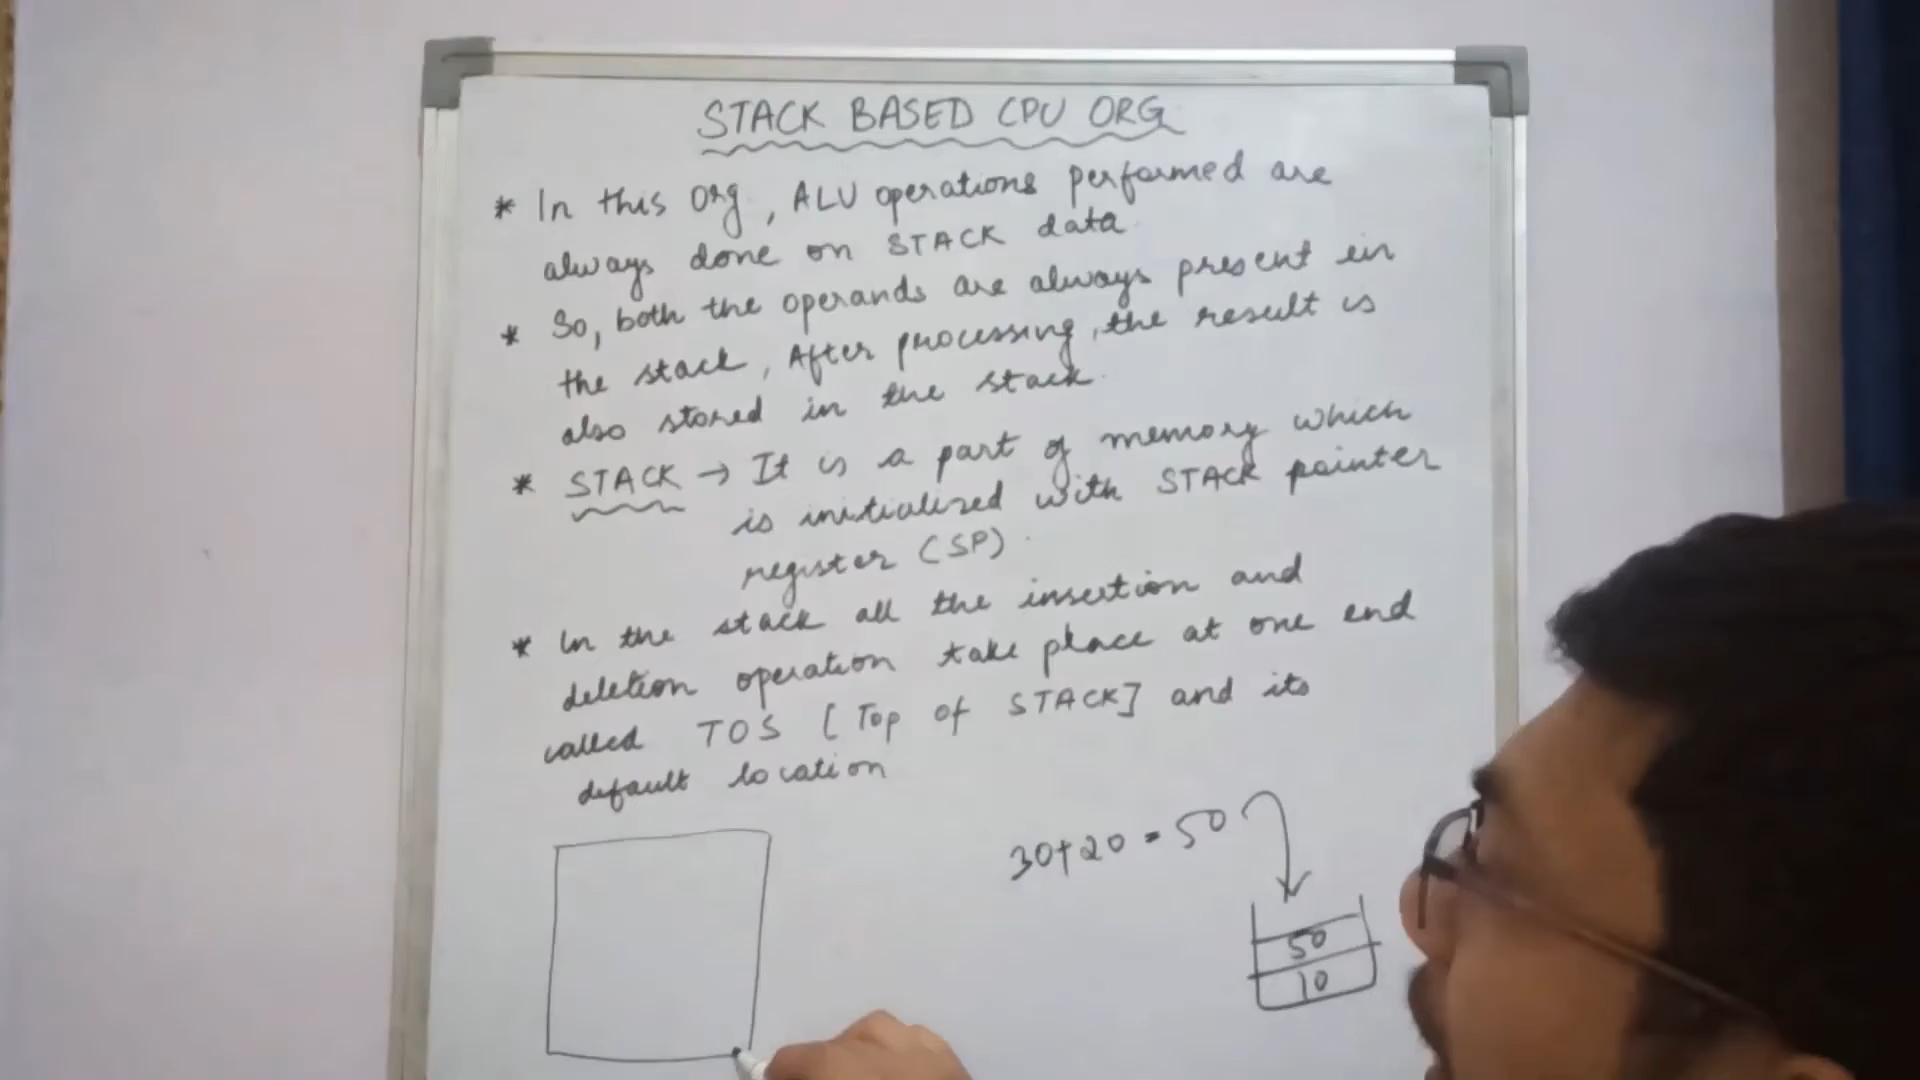 STACK BASED CPU ORG
* In this Org, ALU operations performed are
always done on STACK data.
* So, both the operands are always present in
the stack, After processing, the result is
also stored in the stack.
* STACK → It is a part of memory which
is initialized with STACK pointer
register (SP).
* In the stack all the insertion and
deletion operation take place at one end
called TOS [Top of STACK] and its
default location
30+20 = 50
50
10